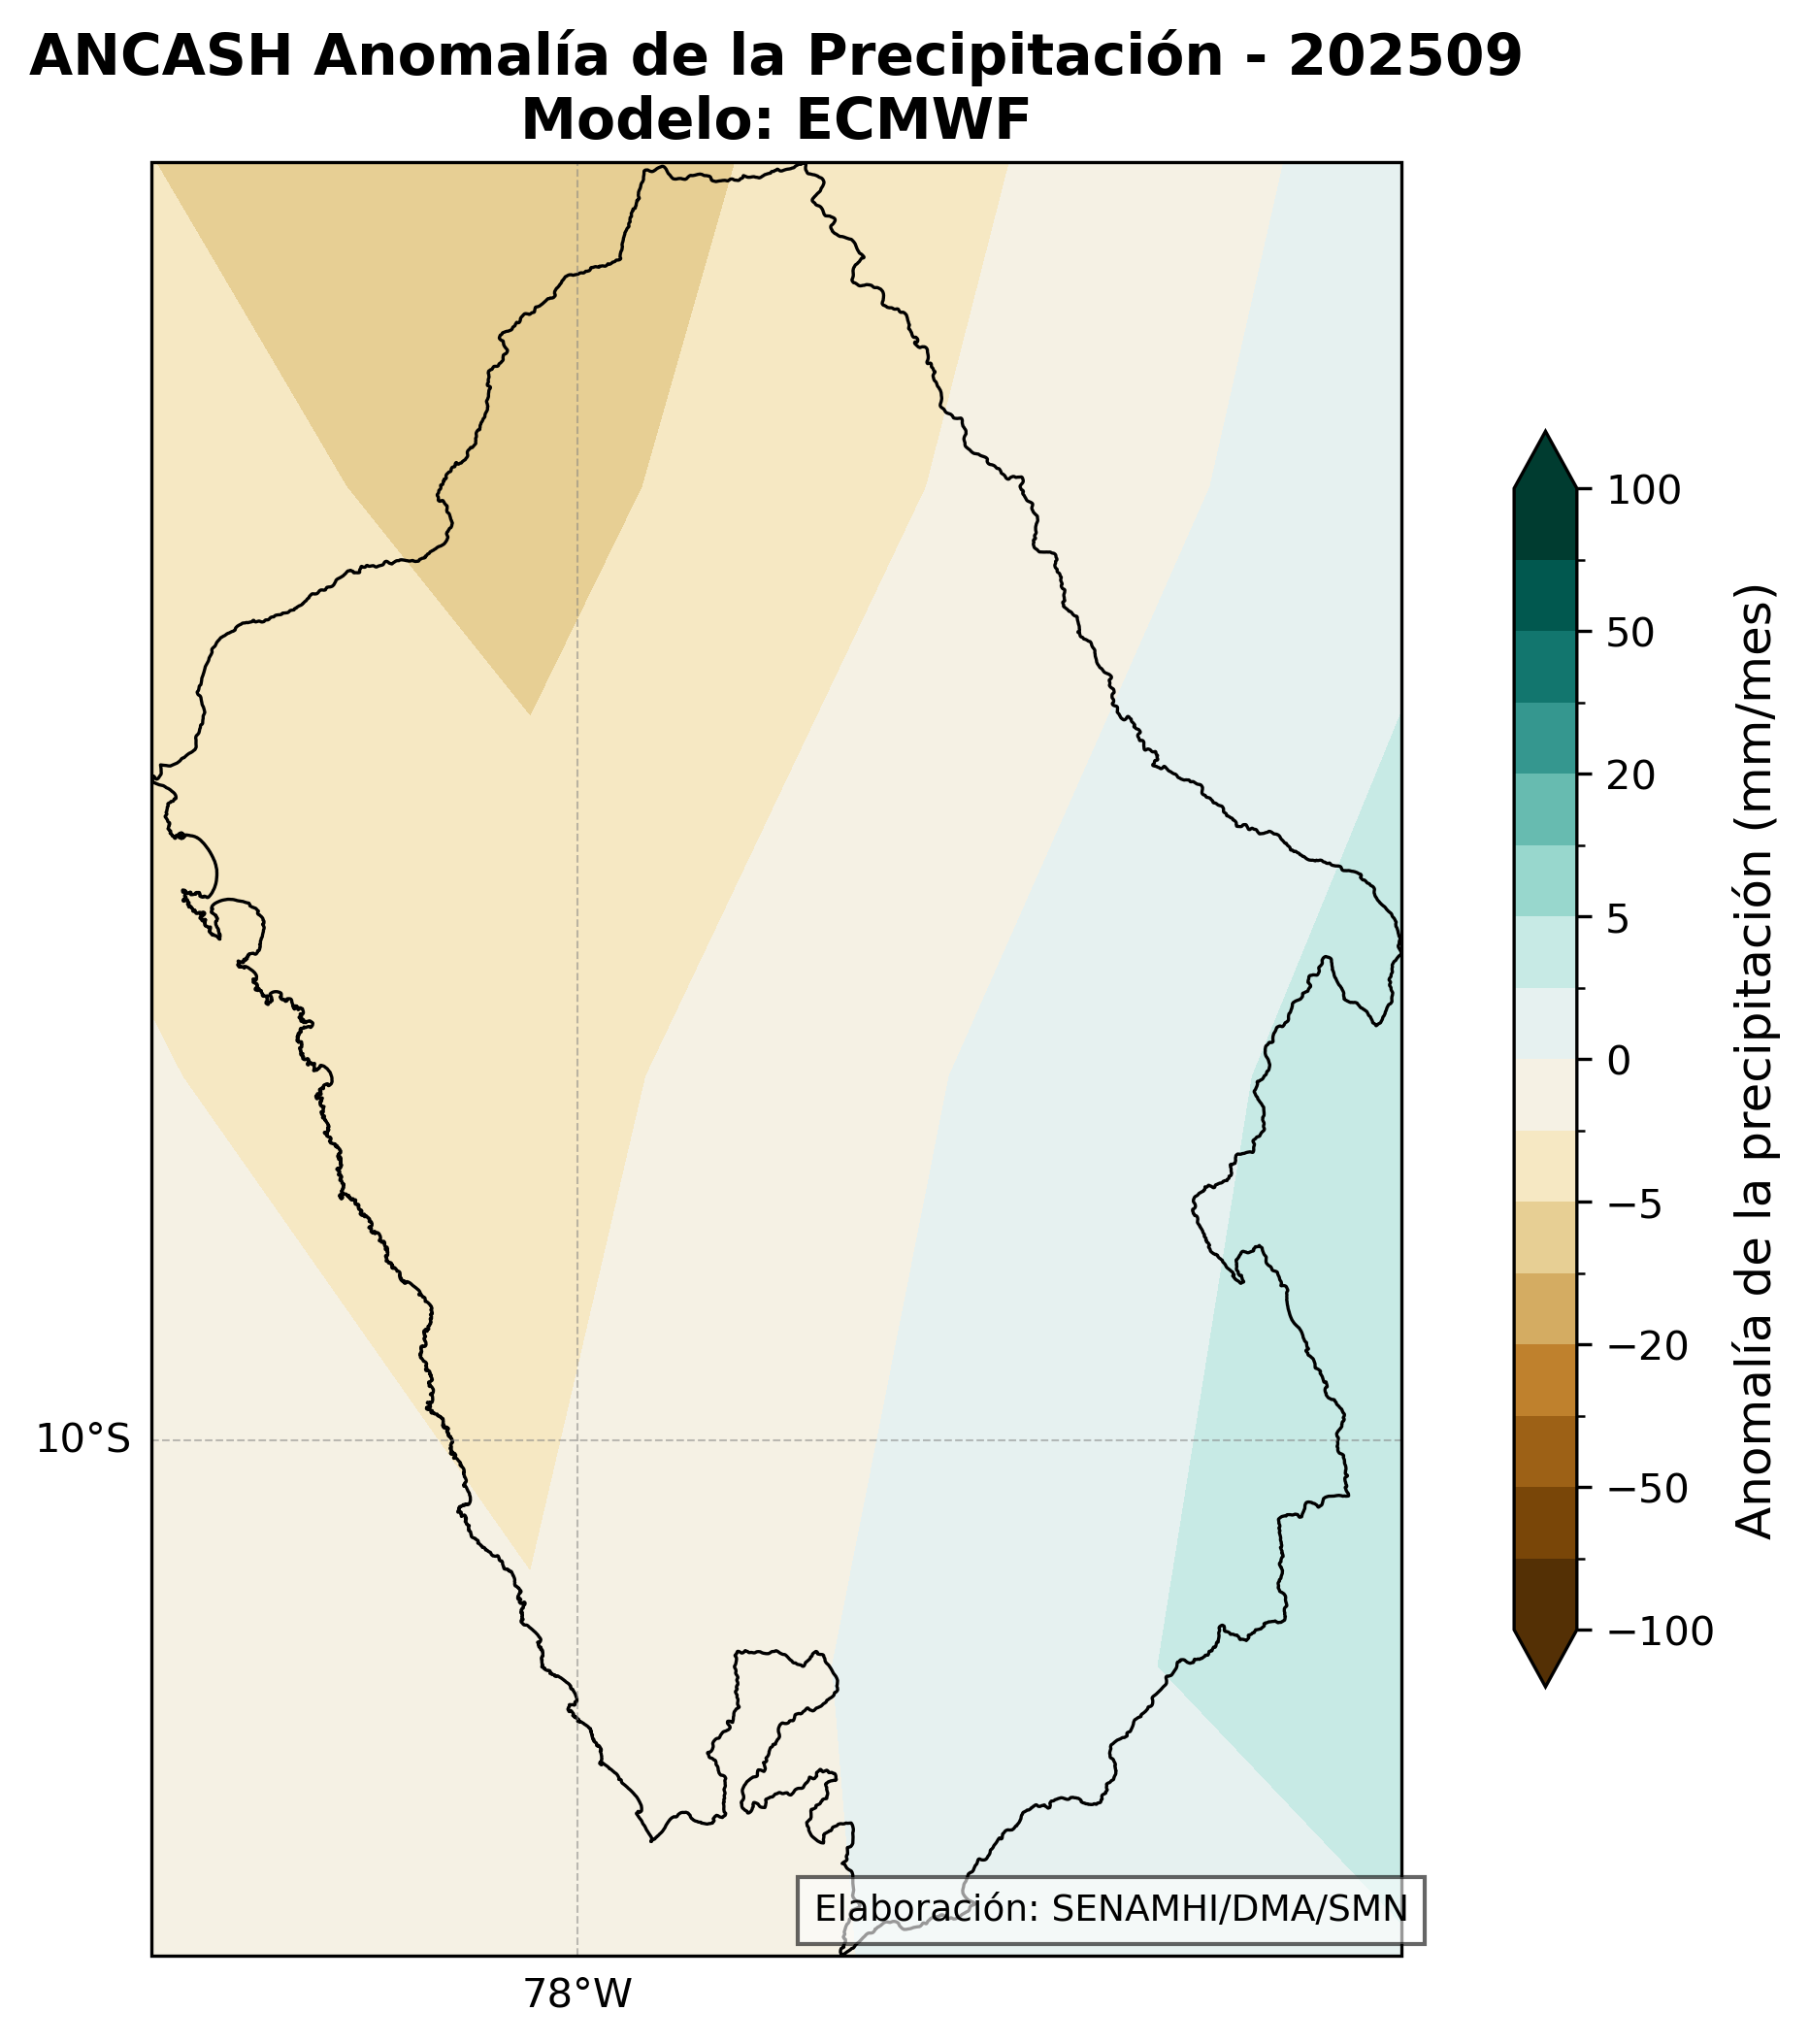 ANCASH Anomalía de la Precipitación - 202509
Modelo: ECMWF
100
50
20
5
0
−5
−20
−50
−100
Anomalía de la precipitación (mm/mes)
10°S
78°W
Elaboración: SENAMHI/DMA/SMN